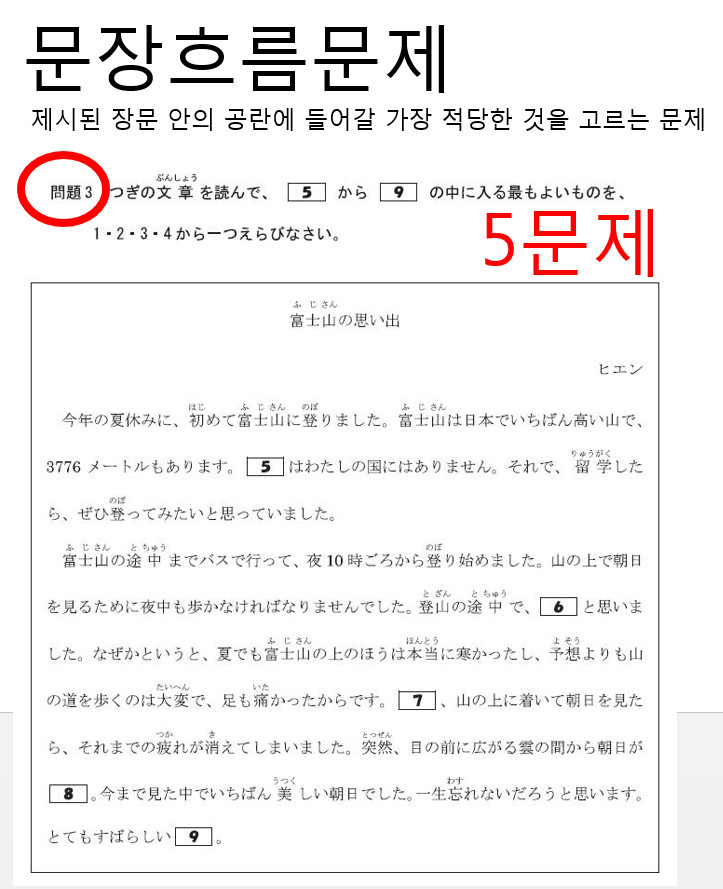 문장흐름문제
제시된 장문 안의 공란에 들어갈 가장 적당한 것을 고르는 문제
ぶんしょう
問題3 つぎの文章を読んで、 5 から 9 の中に入る最もよいものを、
5문제
1・2・3・4から一つえらびなさい。
ふじさん
富士山の思い出
ヒエン
はじ ふじさん のぼ ふじさん
今年の夏休みに、初めて富士山に登りました。富士山は日本でいちばん高い山で、
りゅうがく
3776メートルもあります。 5 はわたしの国にはありません。それで、留学した
のぼ
ら、ぜひ登ってみたいと思っていました。
ふじさん とちゅう のぼ
富士山の途中までバスで行って、夜10時ごろから登り始めました。山の上で朝日
とざん とちゅう
を見るために夜中も歩かなければなりませんでした。登山の途中で、 6 と思いま
ふじさん ほんとう よそう
した。なぜかというと、夏でも富士山の上のほうは本当に寒かったし、予想よりも山
たいへん いた
の道を歩くのは大変で、足も痛かったからです。 7 、山の上に着いて朝日を見た
つか き とつぜん
ら、それまでの疲れが消えてしまいました。突然、目の前に広がる雲の間から朝日が
うつく わす
8 。今まで見た中でいちばん美しい朝日でした。一生忘れないだろうと思います。
とてもすばらしい 9 。